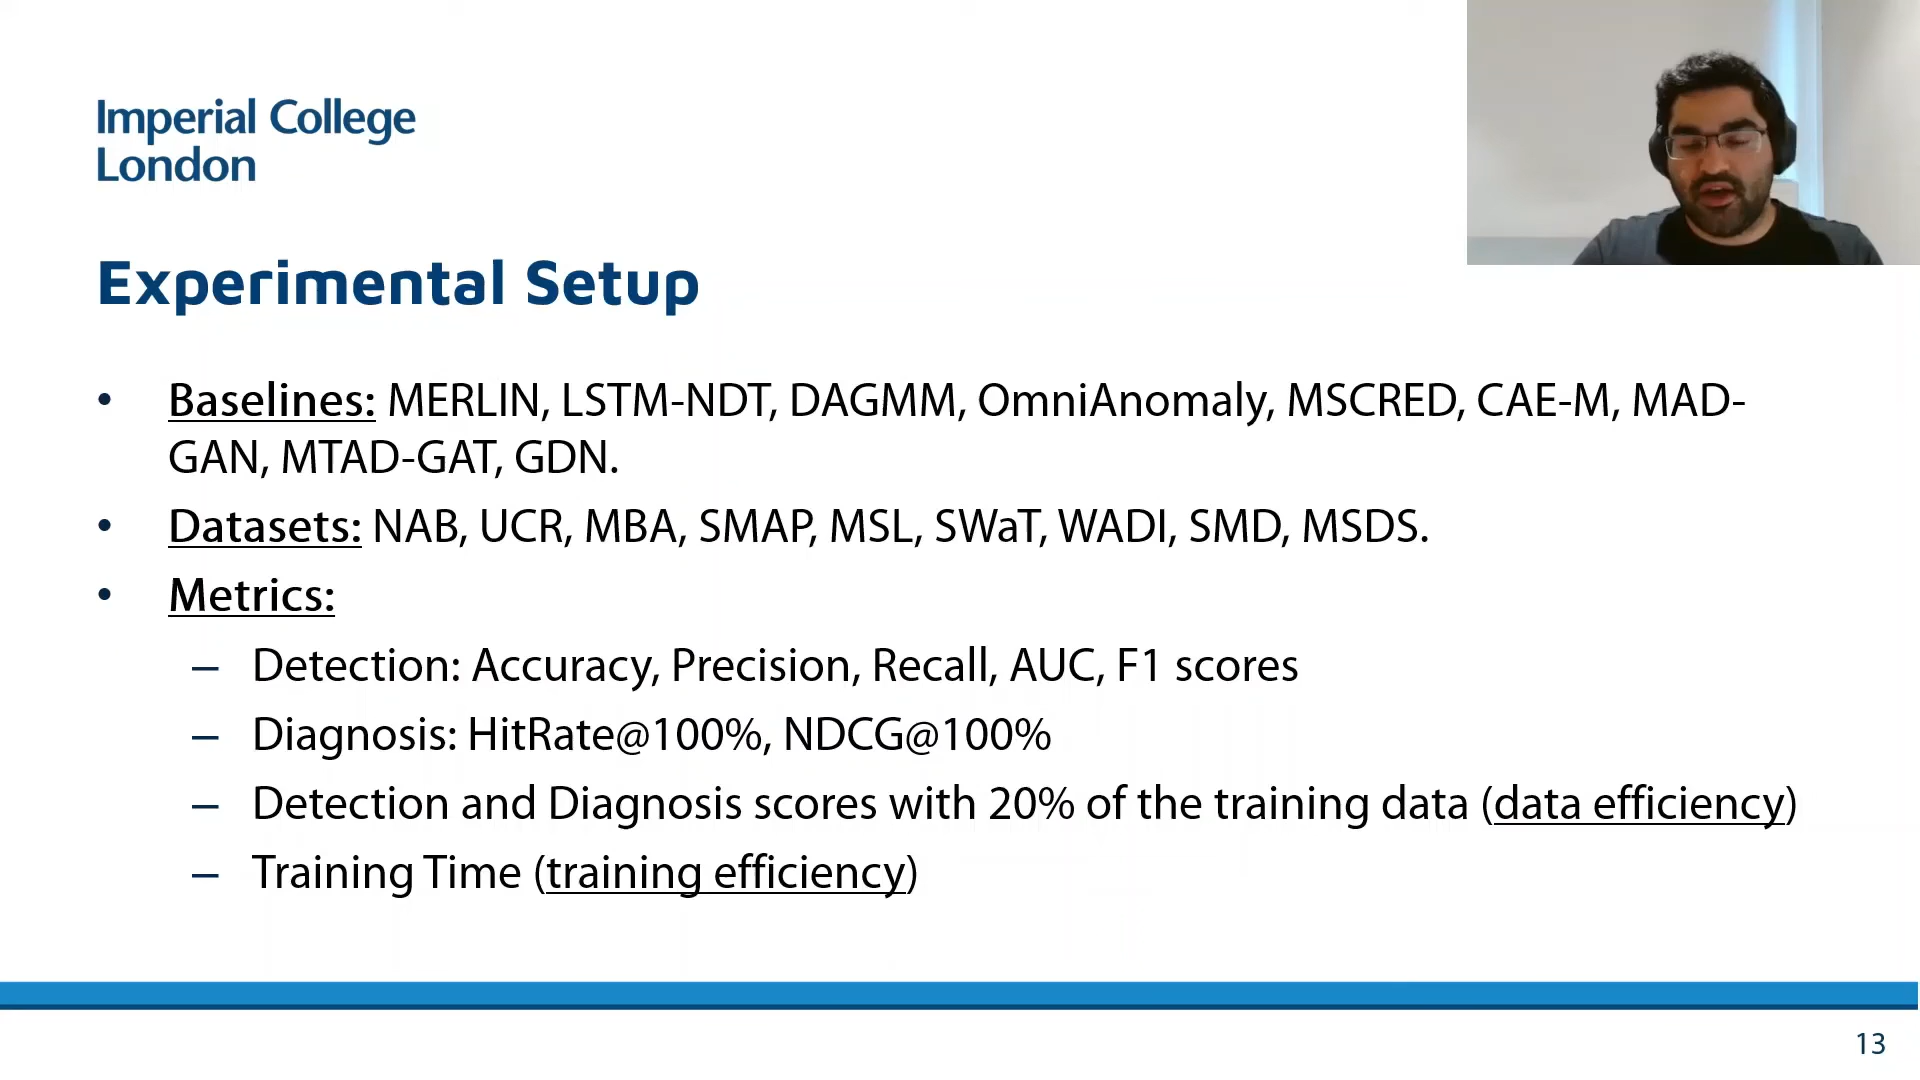 Imperial College
London
Experimental Setup
• Baselines: MERLIN, LSTM-NDT, DAGMM, OmniAnomaly, MSCRED, CAE-M, MAD-
GAN, MTAD-GAT, GDN.
• Datasets: NAB, UCR, MBA, SMAP, MSL, SWaT, WADI, SMD, MSDS.
• Metrics:
– Detection: Accuracy, Precision, Recall, AUC, F1 scores
– Diagnosis: HitRate@100%, NDCG@100%
– Detection and Diagnosis scores with 20% of the training data (data efficiency)
– Training Time (training efficiency)
13